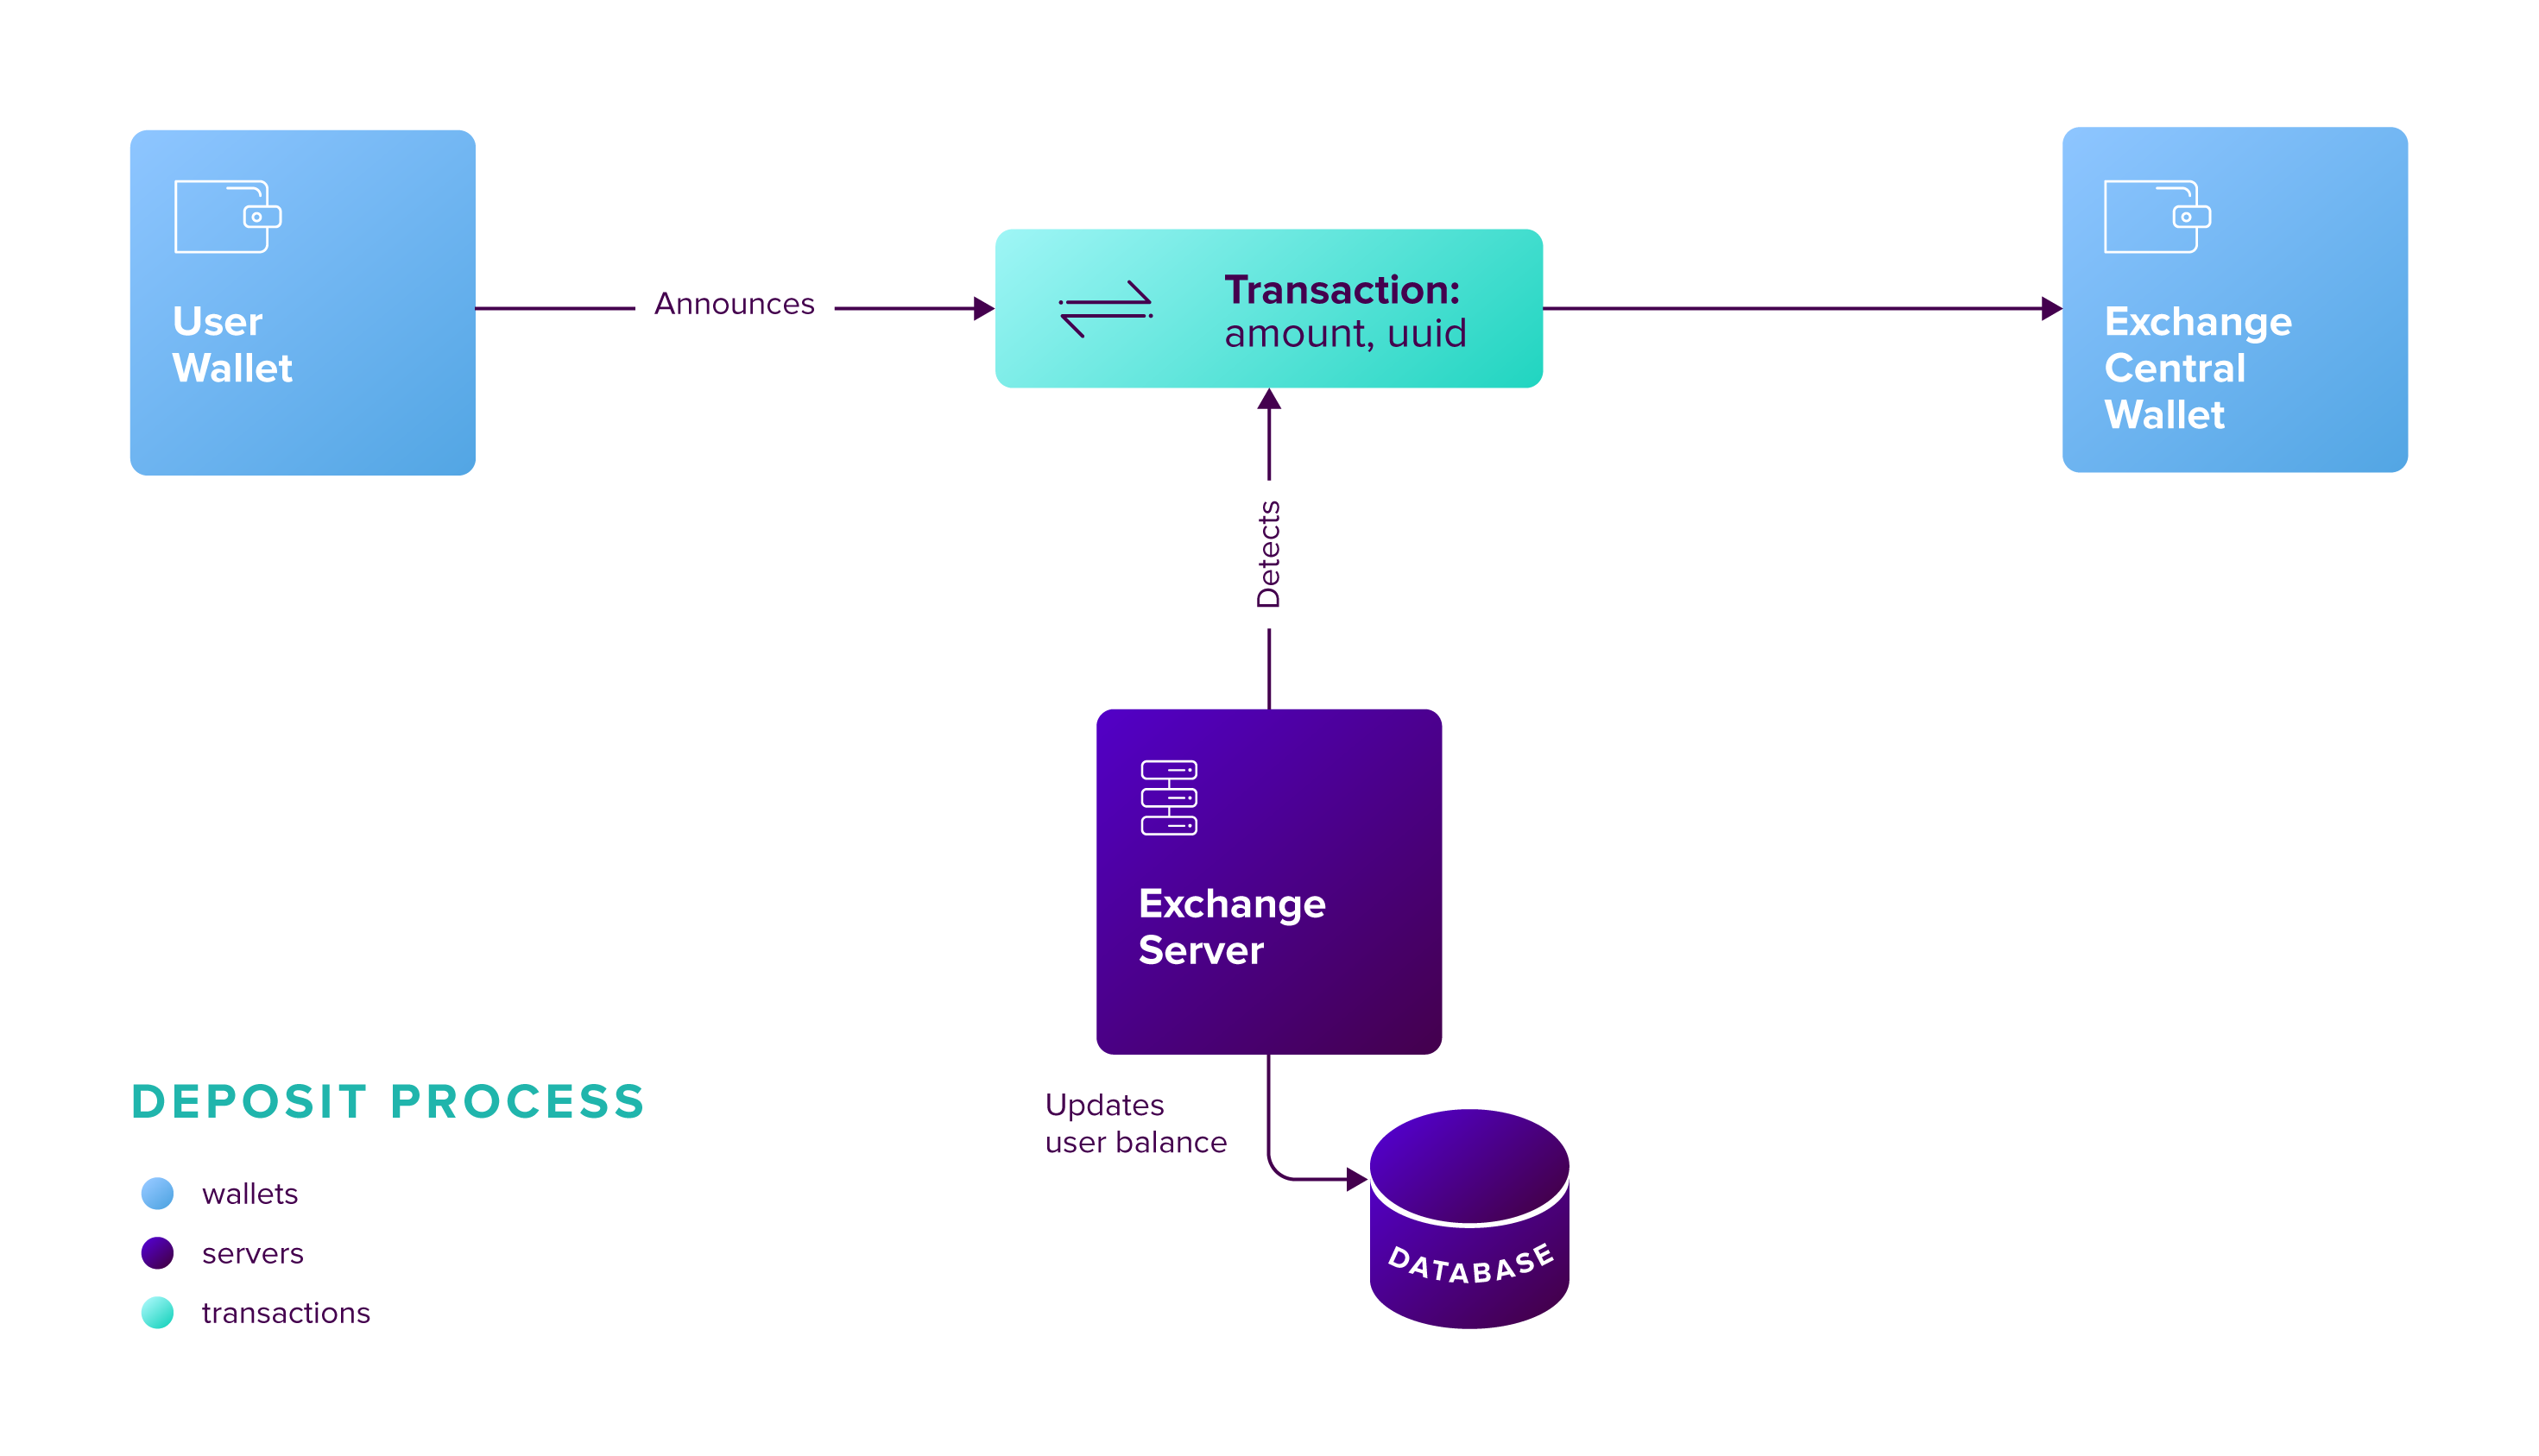 User
Wallet
Announces
Transaction:
amount, uuid
Exchange
Central
Wallet
Detects
Exchange
Server
Updates
user balance
DATABASE
DEPOSIT PROCESS
wallets
servers
transactions